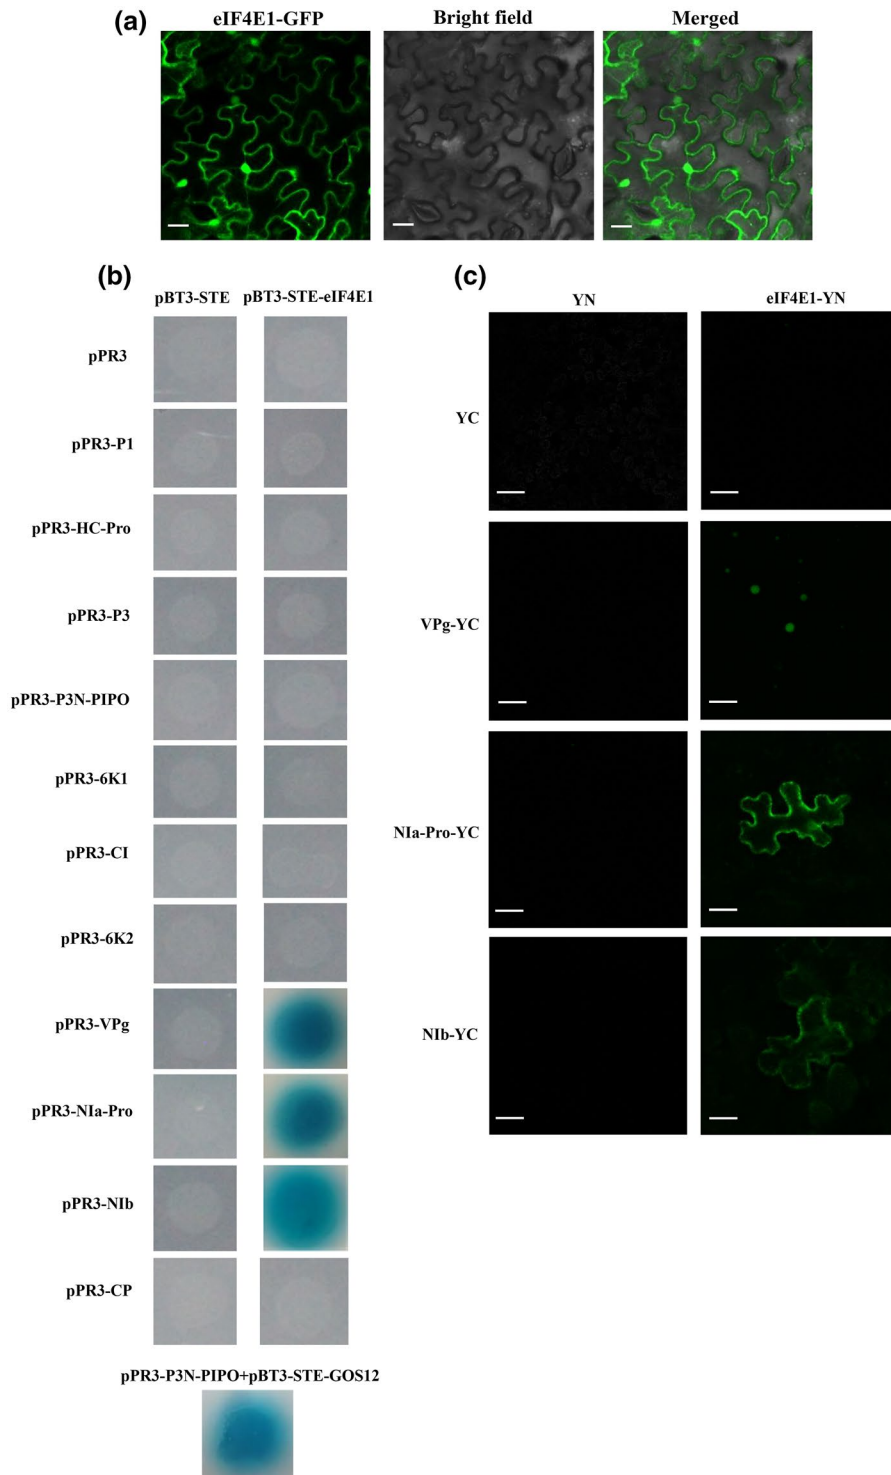 (a)
eIF4E1-GFP Bright field Merged
(b)
pBT3-STE pBT3-STE-eIF4E1
pPR3
pPR3-P1
pPR3-HC-Pro
pPR3-P3
pPR3-P3N-PIPO
pPR3-6K1
pPR3-CI
pPR3-6K2
pPR3-VPg
pPR3-NIa-Pro
pPR3-NIb
pPR3-CP
pPR3-P3N-PIPO+pBT3-STE-GOS12
(c)
YN eIF4E1-YN
YC
VPg-YC
NIa-Pro-YC
NIb-YC